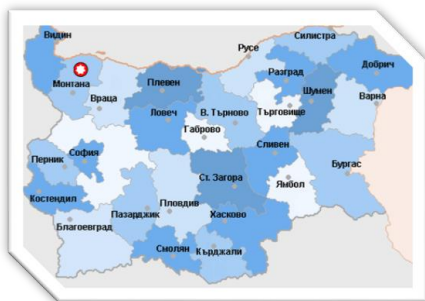 Видин
Силистра
Русе
Добрич
Монтана
Плевен
Разград
Шумен
Враца
Варна
Ловеч
В. Търново
Търговище
Габрово
София
Сливен
Перник
Бургас
Ст. Загора
Ямбол
Костендил
Пловдив
Пазарджик
Хасково
Благоевград
Смолян
Кърджали